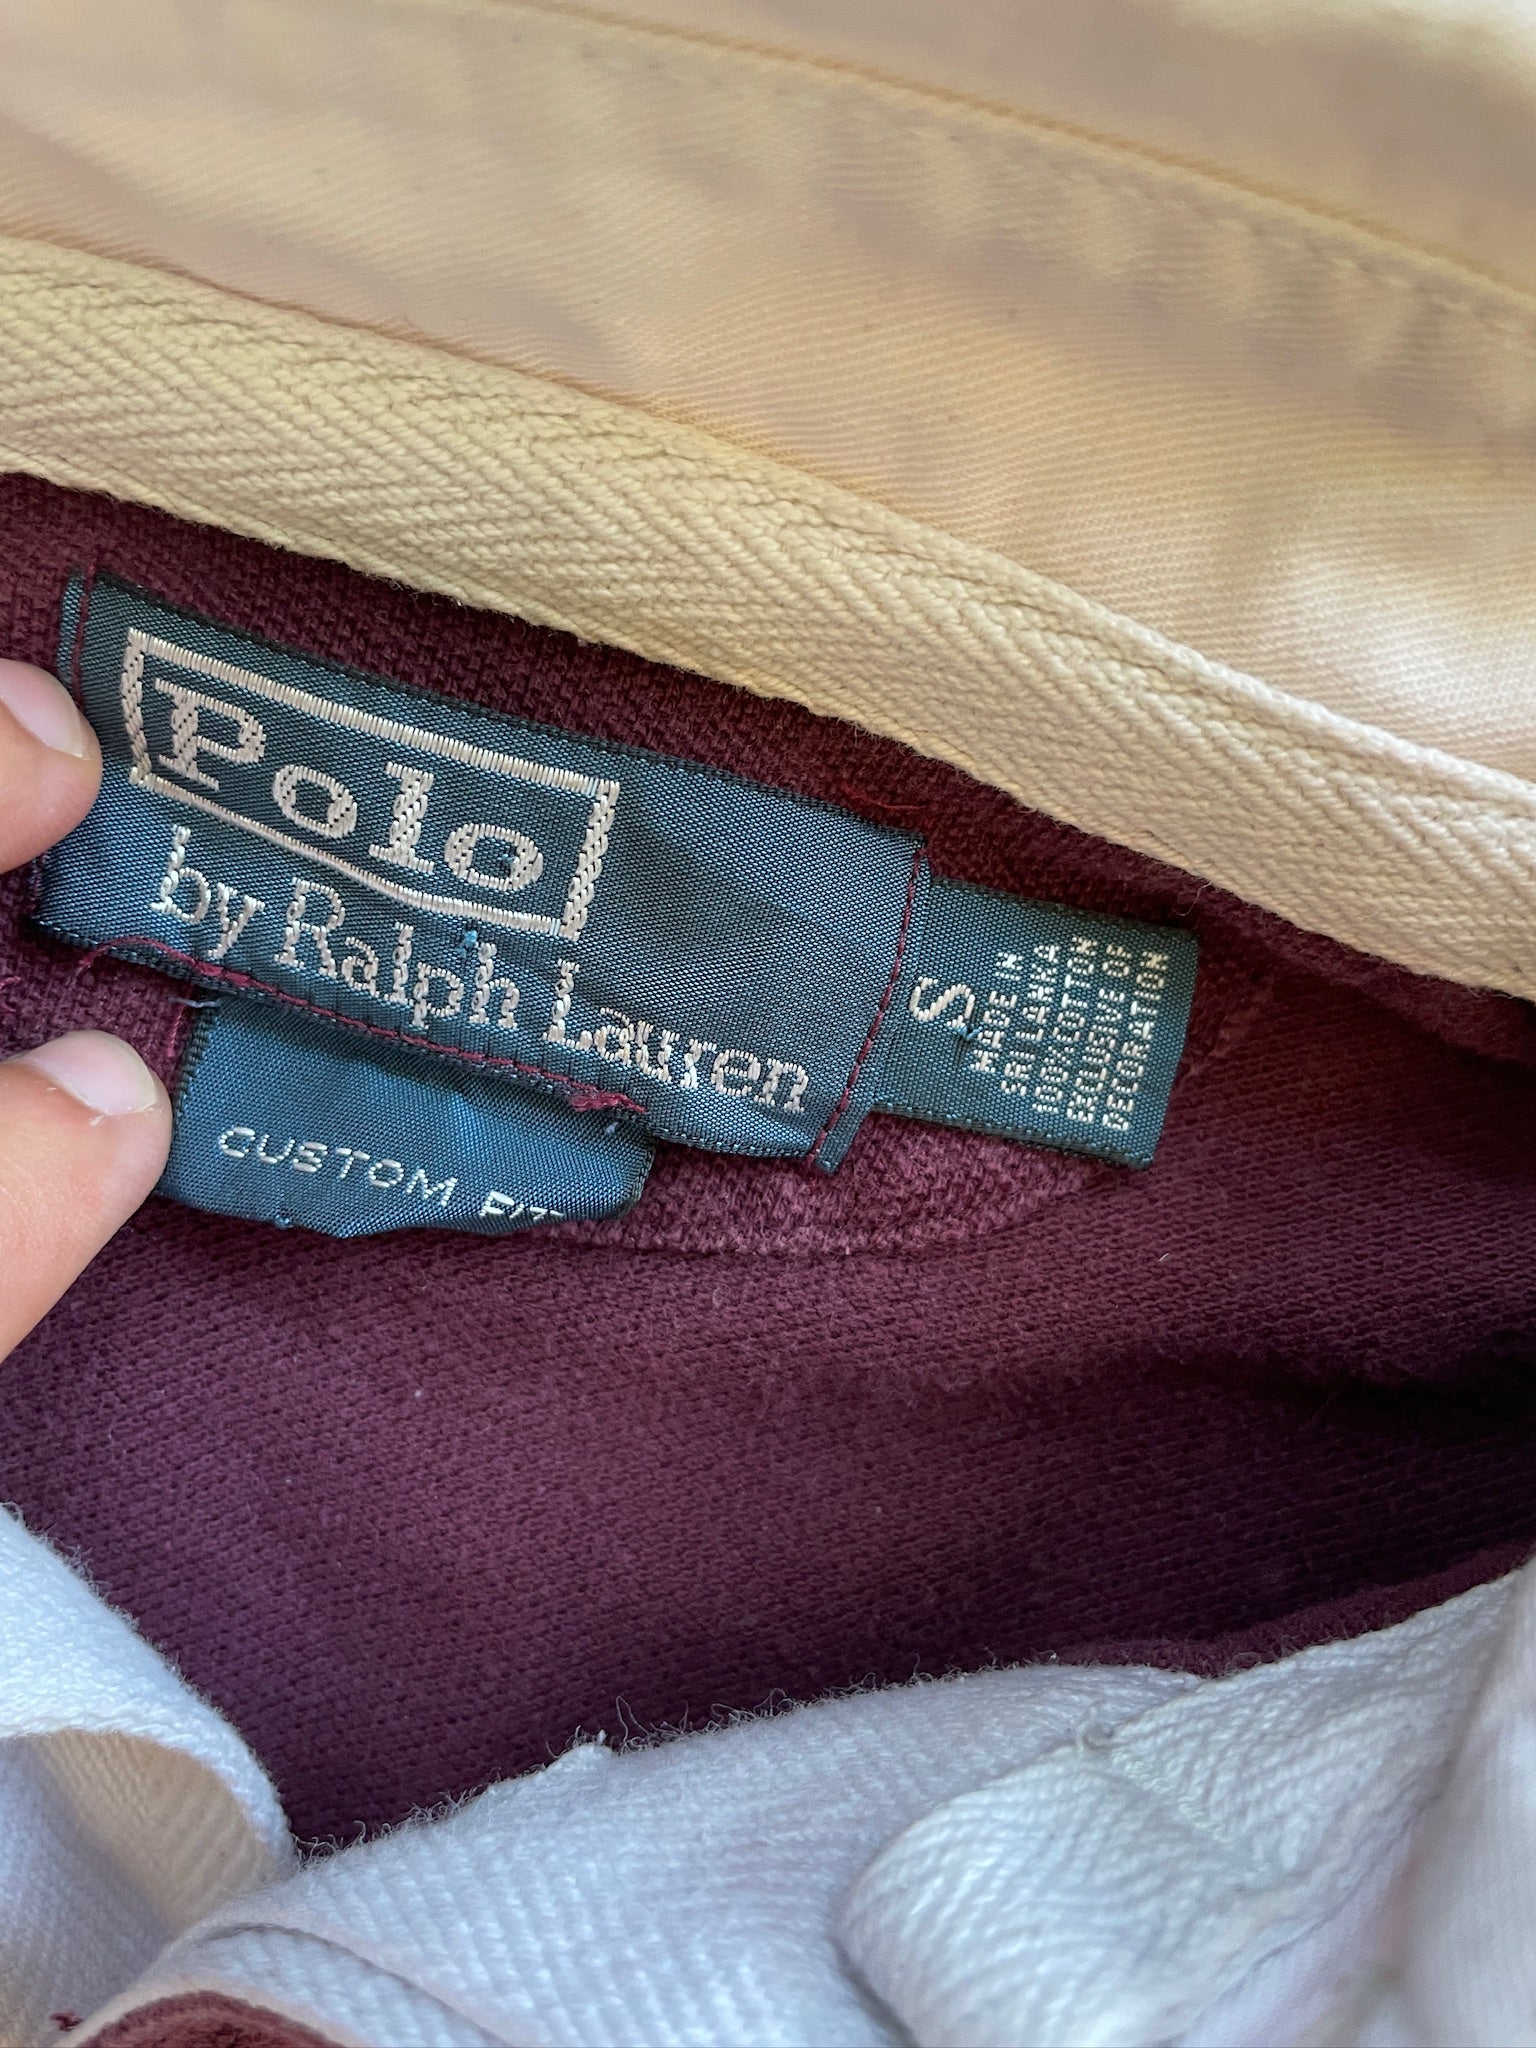 Polo
by Ralph Lauren
CUSTOM FIT
S
MADE IN
SRI LANKA
100% COTTON
EXCLUSIVE OF
DECORATION